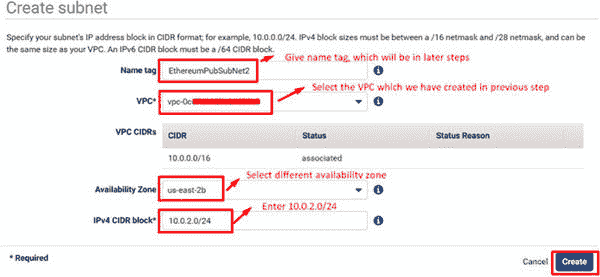 Create subnet
Specify your subnet's IP address block in CIDR format; for example, 10.0.0.0/24. IPv4 block sizes must be between a /16 netmask and /28 netmask, and can be
the same size as your VPC. An IPv6 CIDR block must be a /64 CIDR block.
Give name tag, which will be in later steps
Name tag EthereumPubSubNet2
Select the VPC which we have created in previous step
VPC* vpc-0c
VPC CIDRs CIDR Status Status Reason
10.0.0.0/16 associated
Select different availability zone
Availability Zone us-east-2b
Enter 10.0.2.0/24
IPv4 CIDR block* 10.0.2.0/24
* Required Cancel Create